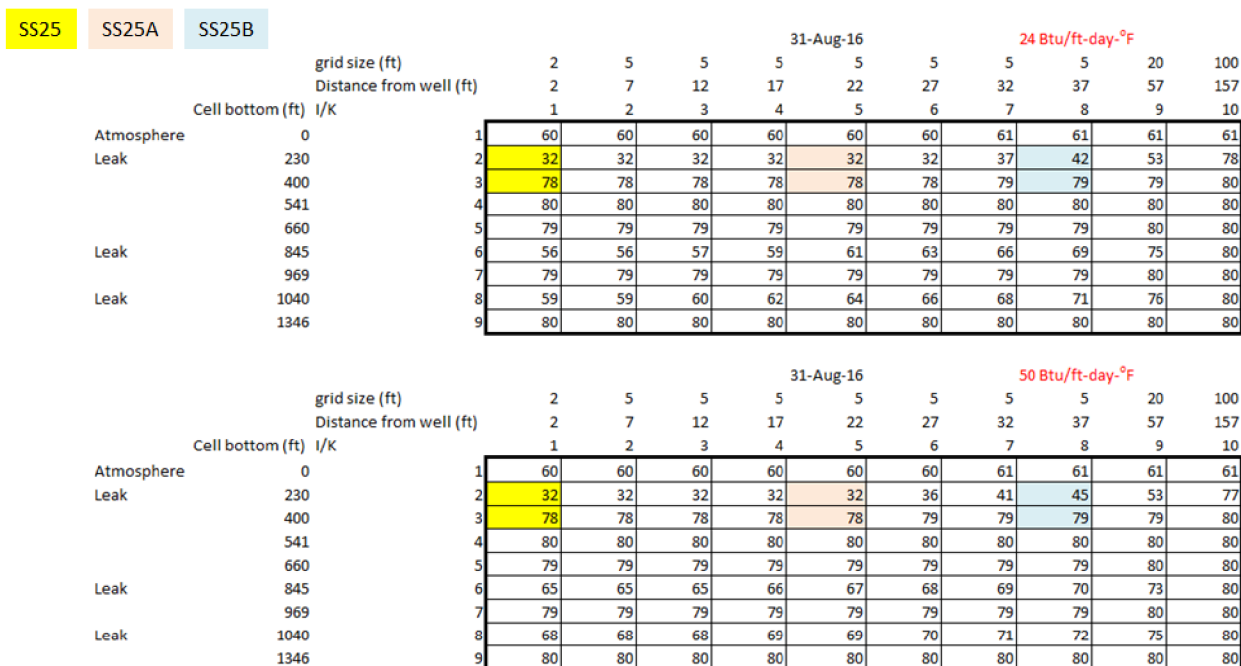 SS25 SS25A SS25B
31-Aug-16 24 Btu/ft-day-⁰F
grid size (ft) 2 5 5 5 5 5 5 5 20 100
Distance from well (ft) 2 7 12 17 22 27 32 37 57 157
Cell bottom (ft) I/K 1 2 3 4 5 6 7 8 9 10
Atmosphere 0 1 60 60 60 60 60 60 61 61 61 61
Leak 230 2 32 32 32 32 32 32 37 42 53 78
400 3 78 78 78 78 78 78 79 79 79 80
541 4 80 80 80 80 80 80 80 80 80 80
660 5 79 79 79 79 79 79 79 79 80 80
Leak 845 6 56 56 57 59 61 63 66 69 75 80
969 7 79 79 79 79 79 79 79 79 80 80
Leak 1040 8 59 59 60 62 64 66 68 71 76 80
1346 9 80 80 80 80 80 80 80 80 80 80
31-Aug-16 50 Btu/ft-day-⁰F
grid size (ft) 2 5 5 5 5 5 5 5 20 100
Distance from well (ft) 2 7 12 17 22 27 32 37 57 157
Cell bottom (ft) I/K 1 2 3 4 5 6 7 8 9 10
Atmosphere 0 1 60 60 60 60 60 60 61 61 61 61
Leak 230 2 32 32 32 32 32 36 41 45 53 77
400 3 78 78 78 78 78 79 79 79 79 80
541 4 80 80 80 80 80 80 80 80 80 80
660 5 79 79 79 79 79 79 79 79 80 80
Leak 845 6 65 65 65 66 67 68 69 70 73 80
969 7 79 79 79 79 79 79 79 79 80 80
Leak 1040 8 68 68 68 69 69 70 71 72 75 80
1346 9 80 80 80 80 80 80 80 80 80 80